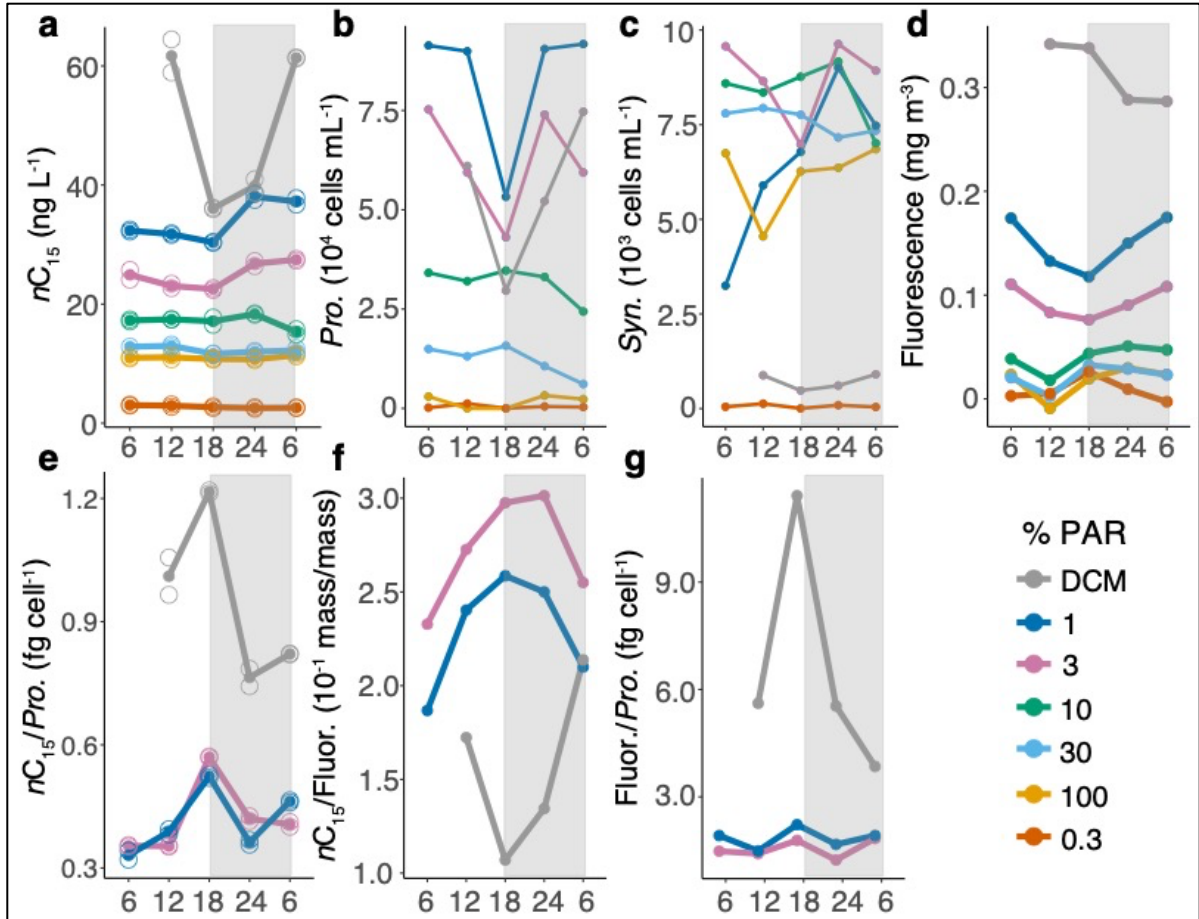 a
b
c
d
nC₁₅ (ng L⁻¹)
60
40
20
0
6 12 18 24 6
Pro. (10⁴ cells mL⁻¹)
7.5
5.0
2.5
0
6 12 18 24 6
Syn. (10³ cells mL⁻¹)
10
7.5
5.0
2.5
0
6 12 18 24 6
Fluorescence (mg m⁻³)
0.3
0.2
0.1
0
6 12 18 24 6
e
f
g
nC₁₅/Pro. (fg cell⁻¹)
1.2
0.9
0.6
0.3
6 12 18 24 6
nC₁₅/Fluor. (10⁻¹ mass/mass)
3.0
2.5
2.0
1.5
1.0
6 12 18 24 6
Fluor./Pro. (fg cell⁻¹)
9.0
6.0
3.0
6 12 18 24 6
% PAR
DCM
1
3
10
30
100
0.3